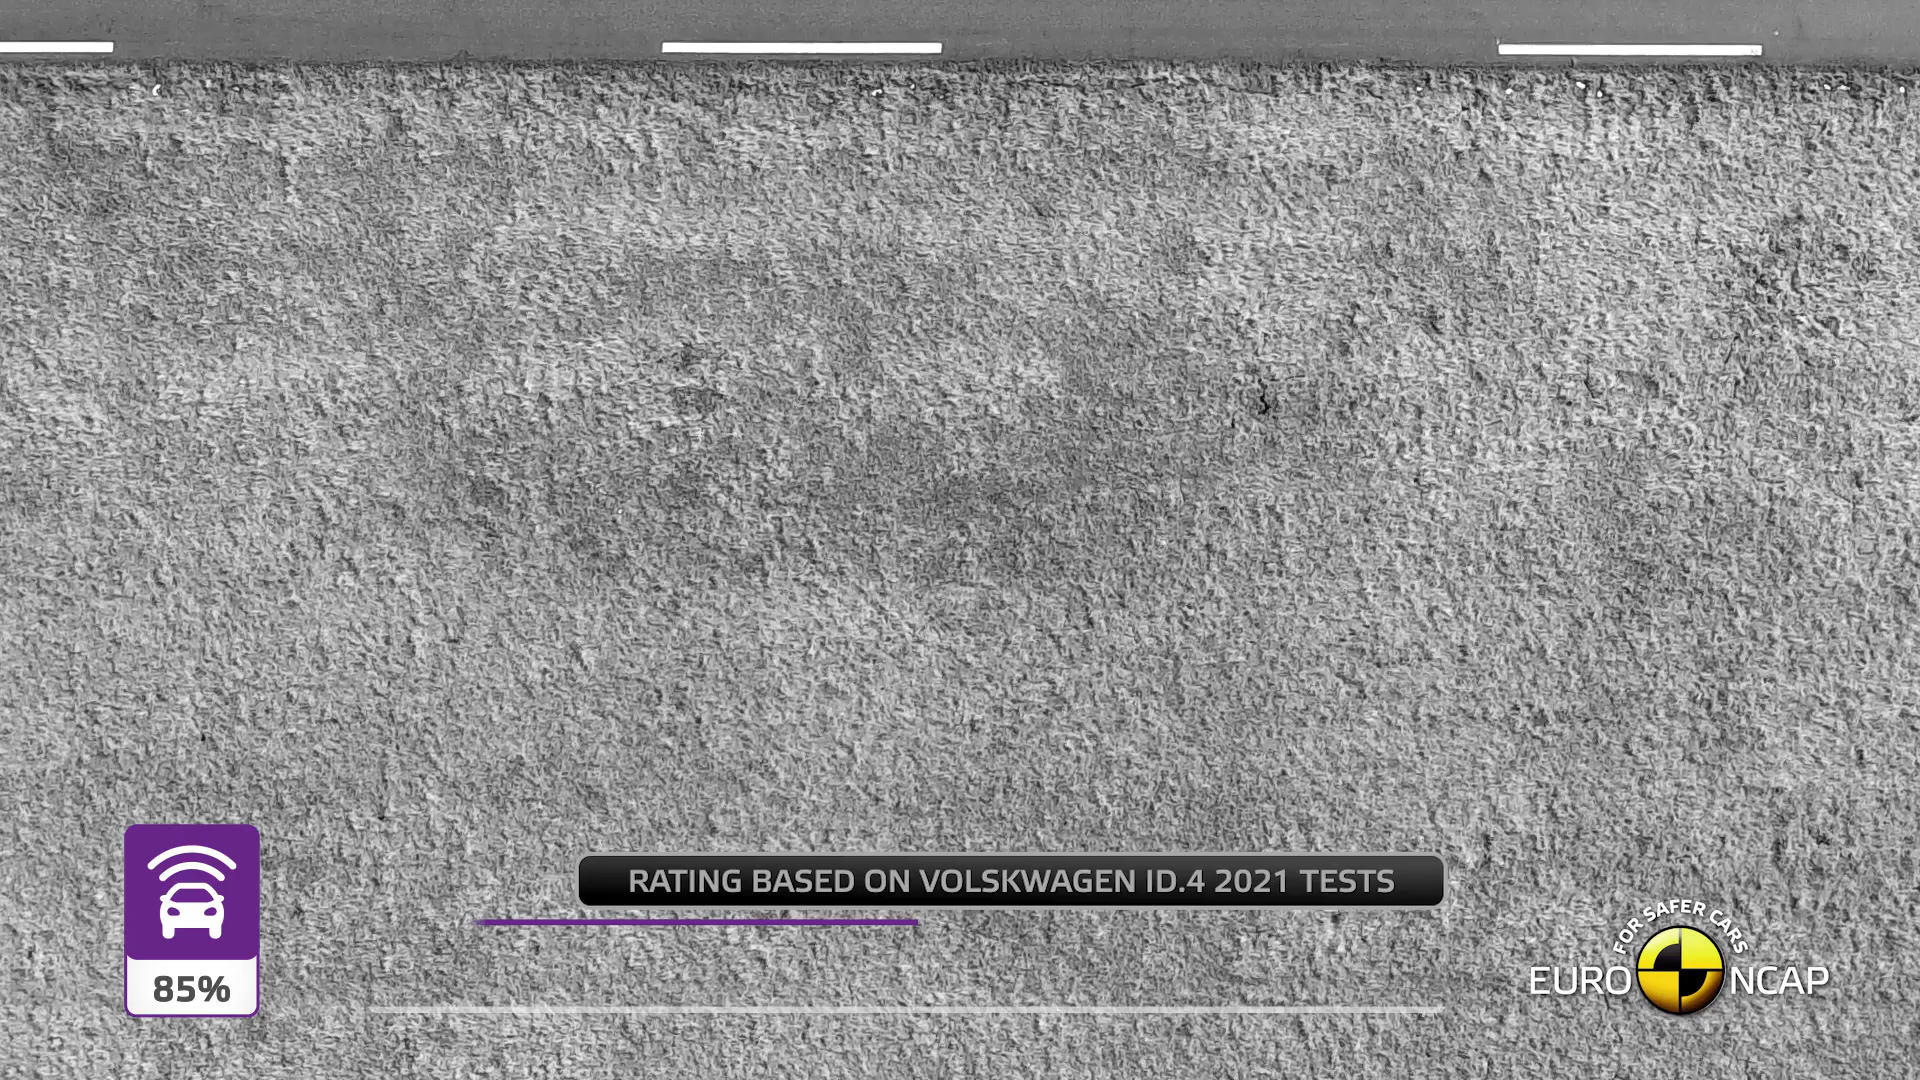 RATING BASED ON VOLSKWAGEN ID.4 2021 TESTS
85%
FOR SAFER CARS
EURO NCAP